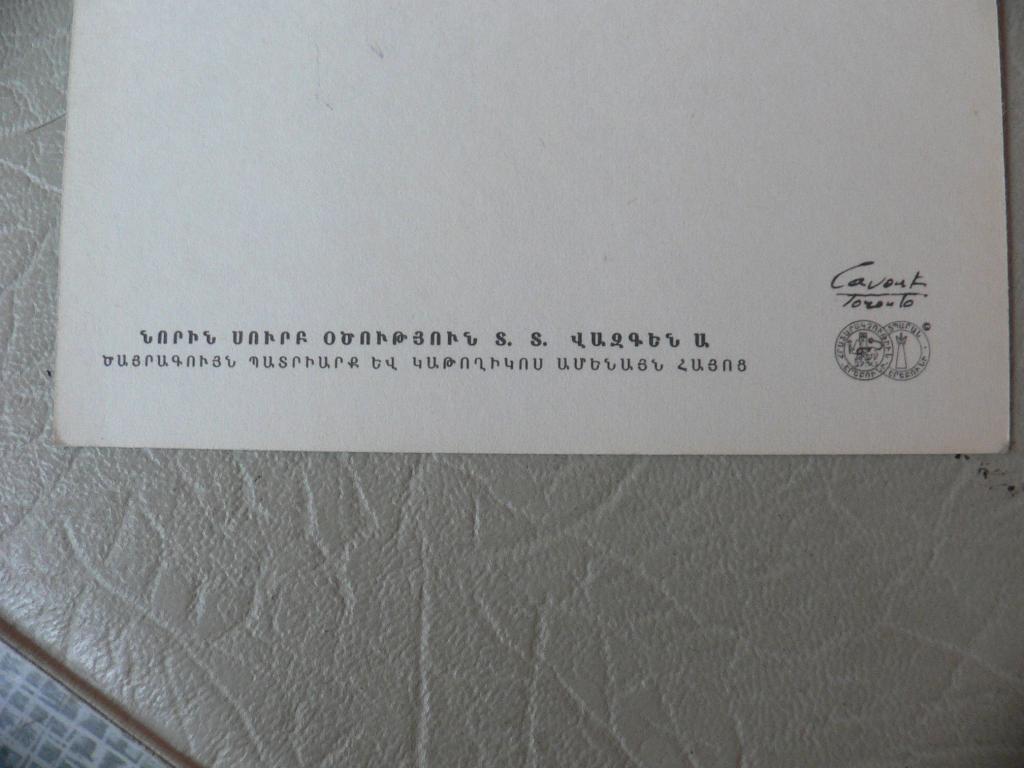 Cavouk
Toronto
ՆՈՐԻՆ ՍՈՒՐԲ ՕԾՈՒԹՅՈՒՆ Տ. Տ. ՎԱԶԳԵՆ Ա
ԾԱՅՐԱԳՈՒՅՆ ՊԱՏՐԻԱՐՔ ԵՎ ԿԱԹՈՂԻԿՈՍ ԱՄԵՆԱՅՆ ՀԱՅՈՑ